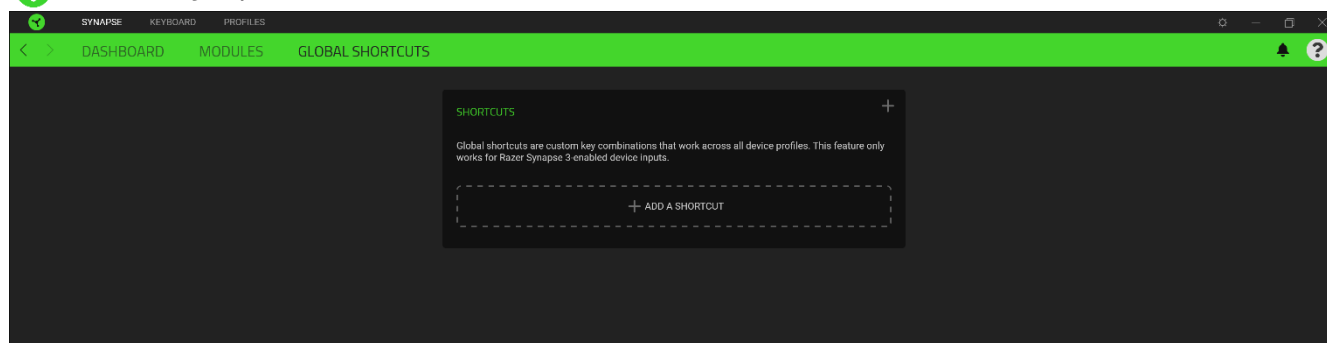 SYNAPSE KEYBOARD PROFILES
DASHBOARD MODULES GLOBAL SHORTCUTS
SHORTCUTS
Global shortcuts are custom key combinations that work across all device profiles. This feature only
works for Razer Synapse 3-enabled device inputs.
ADD A SHORTCUT